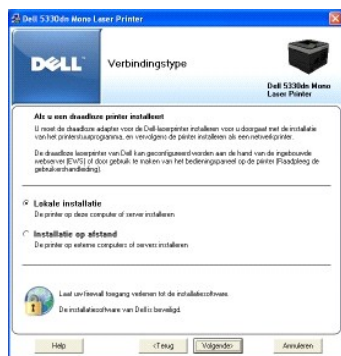 Dell 5330dn Mono Laser Printer
DELL
Verbindingstype
Dell 5330dn Mono
Laser Printer
Als u een draadloze printer installeert
U moet de draadloze adapter voor de Dell-laserprinter installeren voor u doorgaat met de installatie
van het printerstuurprogramma, en vervolgens de printer installeren als een netwerkprinter.
De draadloze laserprinter van Dell kan geconfigureerd worden aan de hand van de ingebouwde
webserver (EWS) of door gebruik te maken van het bedieningspaneel op de printer (Raadpleeg de
gebruikershandleiding).
Lokale installatie
De printer op deze computer of server installeren
Installatie op afstand
De printer op externe computers of servers installeren
Laat uw firewall toegang verlenen tot de installatiesoftware.
De installatiesoftware van Dell is beveiligd.
Help
<Terug
Volgende>
Annuleren